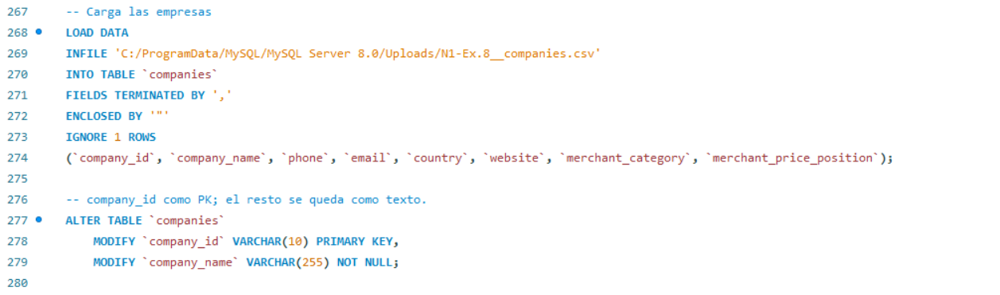 267 -- Carga las empresas
268 LOAD DATA
269 INFILE 'C:/ProgramData/MySQL/MySQL Server 8.0/Uploads/N1-Ex.8__companies.csv'
270 INTO TABLE `companies`
271 FIELDS TERMINATED BY ','
272 ENCLOSED BY '"'
273 IGNORE 1 ROWS
274 (`company_id`, `company_name`, `phone`, `email`, `country`, `website`, `merchant_category`, `merchant_price_position`);
275
276 -- company_id como PK; el resto se queda como texto.
277 ALTER TABLE `companies`
278 MODIFY `company_id` VARCHAR(10) PRIMARY KEY,
279 MODIFY `company_name` VARCHAR(255) NOT NULL;
280